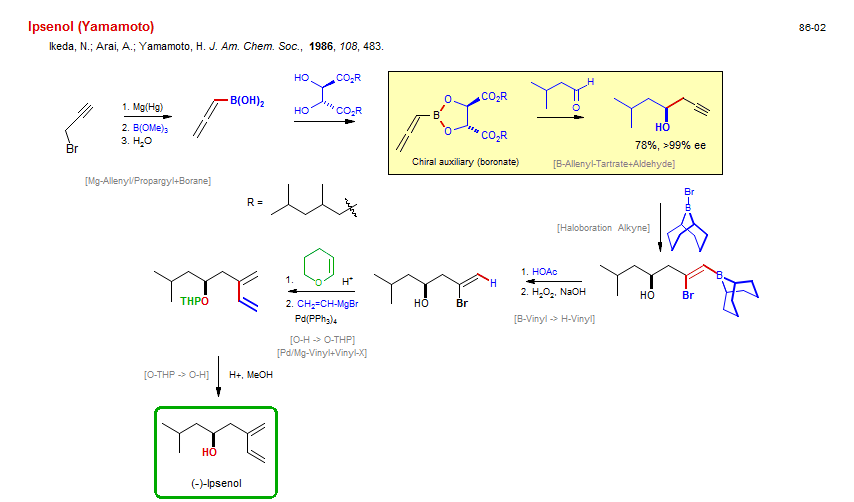 Ipsenol (Yamamoto)
86-02
Ikeda, N.; Arai, A.; Yamamoto, H. J. Am. Chem. Soc., 1986, 108, 483.
Br
1. Mg(Hg)
2. B(OMe)3
3. H2O
[Mg-Allenyl/Propargyl+Borane]
B(OH)2
HO
CO2R
HO
CO2R
B
O
O
CO2R
CO2R
Chiral auxiliary (boronate)
H
O
[B-Allenyl-Tartrate+Aldehyde]
HO
78%, >99% ee
R =
[Haloboration Alkyne]
Br
B
HO
Br
B
1. HOAc
2. H2O2, NaOH
[B-Vinyl -> H-Vinyl]
H
HO
Br
1.
O
H+
2. CH2=CH-MgBr
Pd(PPh3)4
[O-H -> O-THP]
[Pd/Mg-Vinyl+Vinyl-X]
THPO
[O-THP -> O-H]
H+, MeOH
HO
(-)-Ipsenol